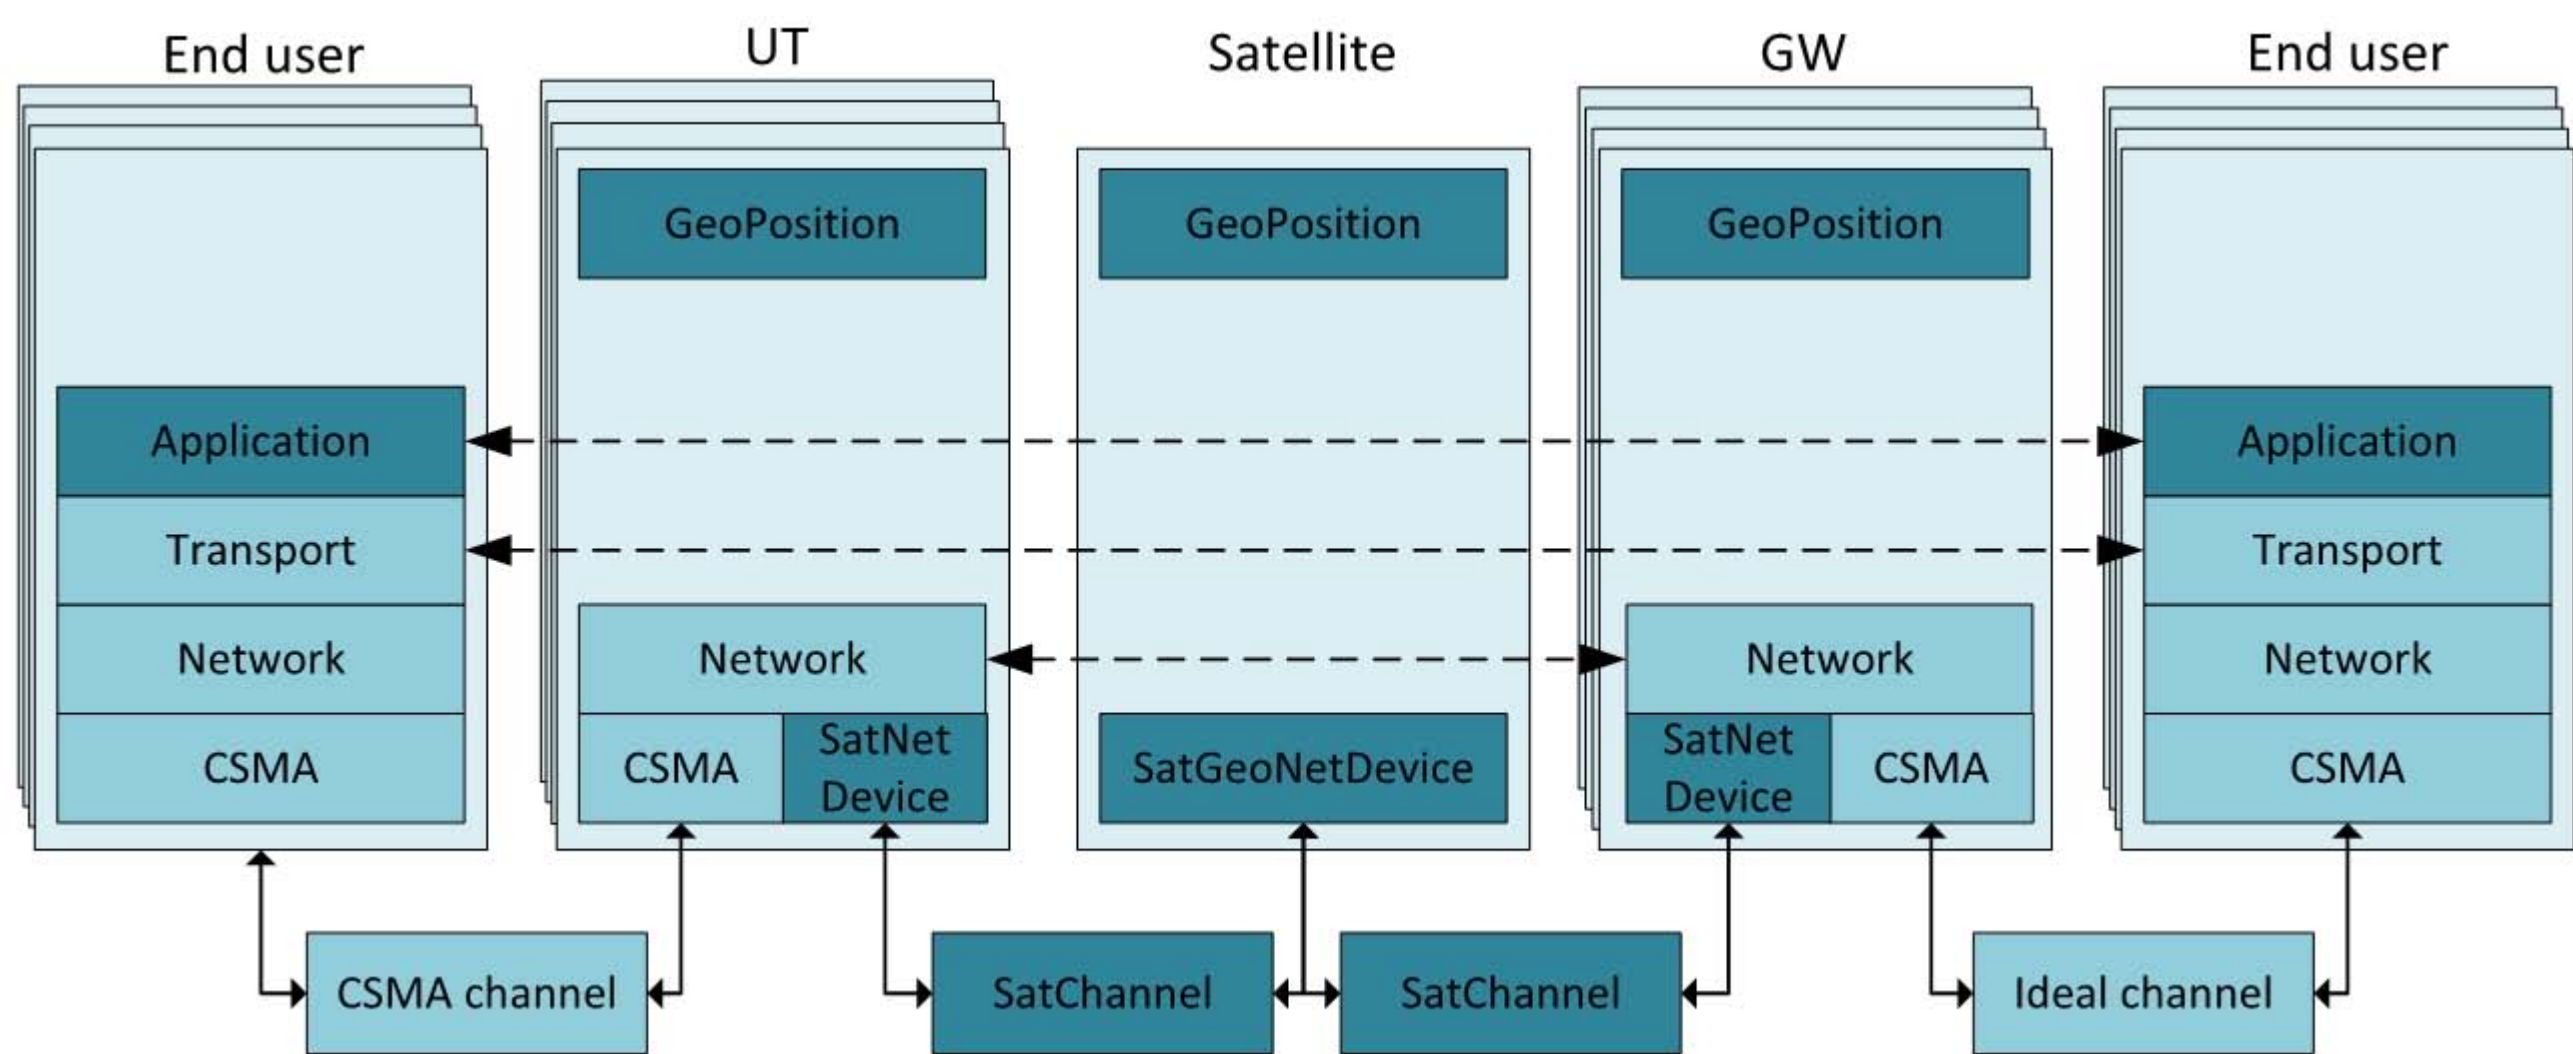 End user
UT
Satellite
GW
End user
GeoPosition
GeoPosition
GeoPosition
Application
Application
Transport
Transport
Network
Network
Network
Network
CSMA
CSMA
SatNet
Device
SatGeoNetDevice
SatNet
Device
CSMA
CSMA
CSMA channel
SatChannel
SatChannel
Ideal channel